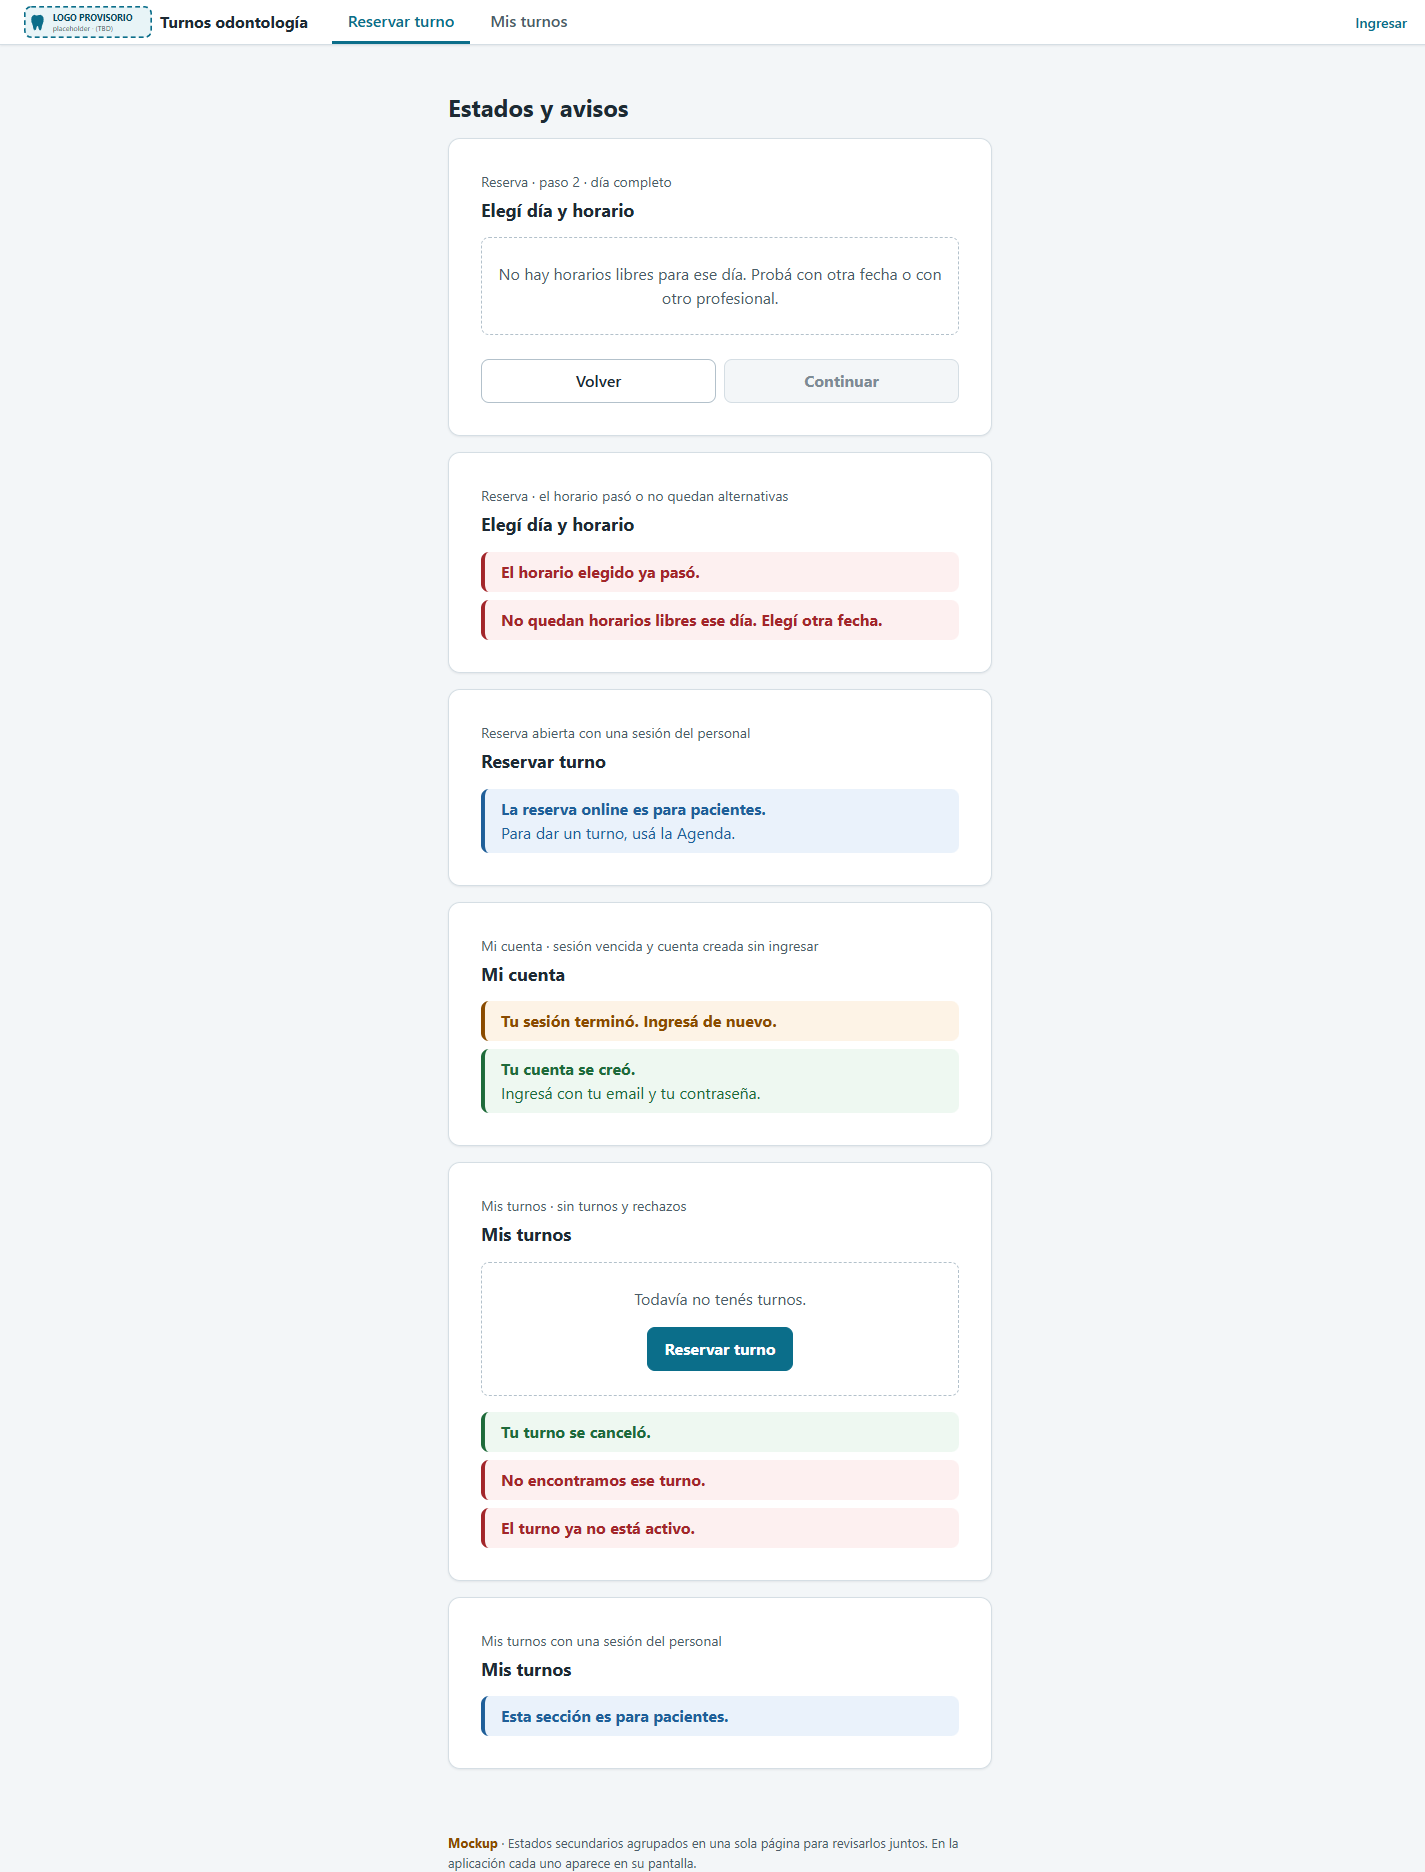 LOGO PROVISORIO
placeholder · (TBD)
Turnos odontología
Reservar turno
Mis turnos
Ingresar
Estados y avisos
Reserva · paso 2 · día completo
Elegí día y horario
No hay horarios libres para ese día. Probá con otra fecha o con
otro profesional.
Volver
Continuar
Reserva · el horario pasó o no quedan alternativas
Elegí día y horario
El horario elegido ya pasó.
No quedan horarios libres ese día. Elegí otra fecha.
Reserva abierta con una sesión del personal
Reservar turno
La reserva online es para pacientes.
Para dar un turno, usá la Agenda.
Mi cuenta · sesión vencida y cuenta creada sin ingresar
Mi cuenta
Tu sesión terminó. Ingresá de nuevo.
Tu cuenta se creó.
Ingresá con tu email y tu contraseña.
Mis turnos · sin turnos y rechazos
Mis turnos
Todavía no tenés turnos.
Reservar turno
Tu turno se canceló.
No encontramos ese turno.
El turno ya no está activo.
Mis turnos con una sesión del personal
Mis turnos
Esta sección es para pacientes.
Mockup · Estados secundarios agrupados en una sola página para revisarlos juntos. En la
aplicación cada uno aparece en su pantalla.